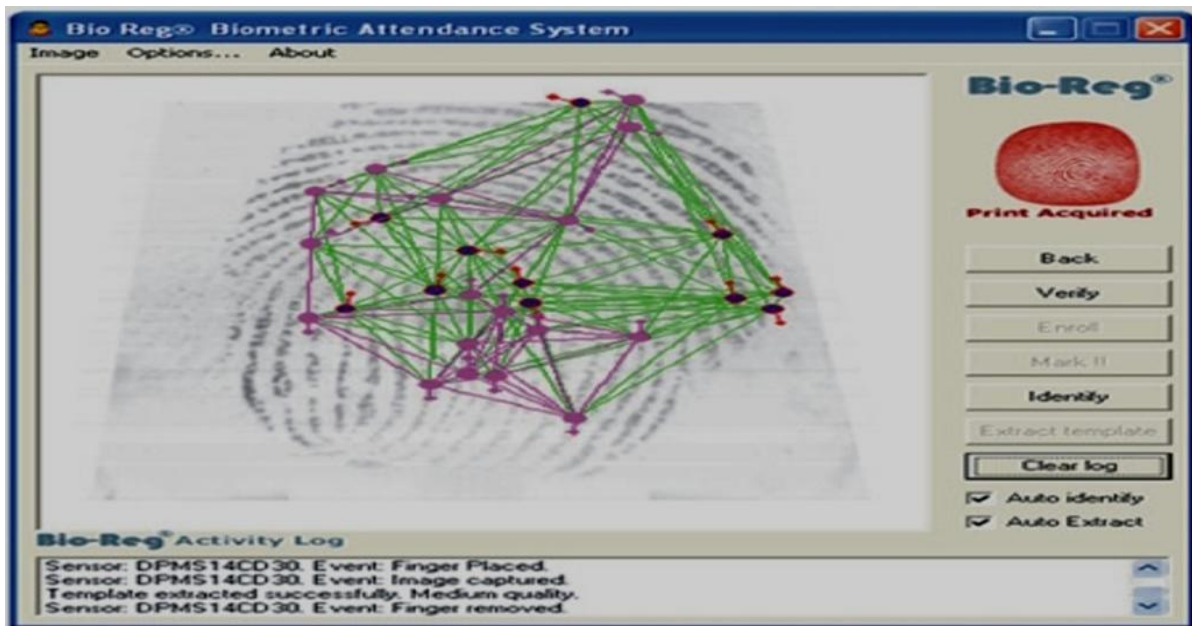 Bio Reg® Biometric Attendance System
Image Options... About
Bio-Reg®
Print Acquired
Back
Verify
Enroll
Mark !!
Identify
Extract template
Clear log
Auto identify
Auto Extract
Bio-Reg® Activity Log
Sensor: DPMS14CD30. Event: Finger Placed.
Sensor: DPMS14CD30. Event: Image captured.
Template extracted successfully. Medium quality.
Sensor: DPMS14CD30. Event: Finger removed.